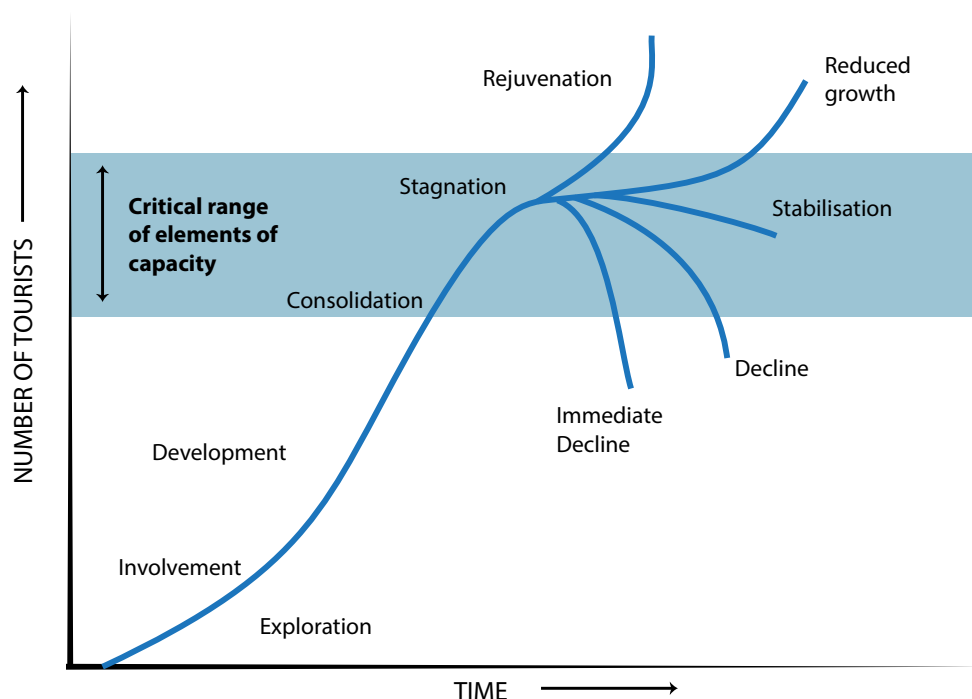 Rejuvenation
Reduced
growth
Stagnation
Critical range
of elements of
capacity
Stabilisation
Consolidation
Decline
Immediate
Decline
Development
Involvement
Exploration
NUMBER OF TOURISTS
TIME